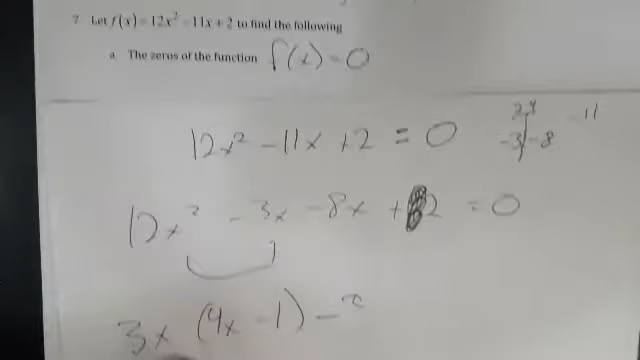 7. Let f(x) = 12x² - 11x + 2 to find the following
a. The zeros of the function f(x) = 0
12x² - 11x + 2 = 0 24 -11
-3 -8
12x² - 3x - 8x + 2 = 0
3x (4x - 1) - 2